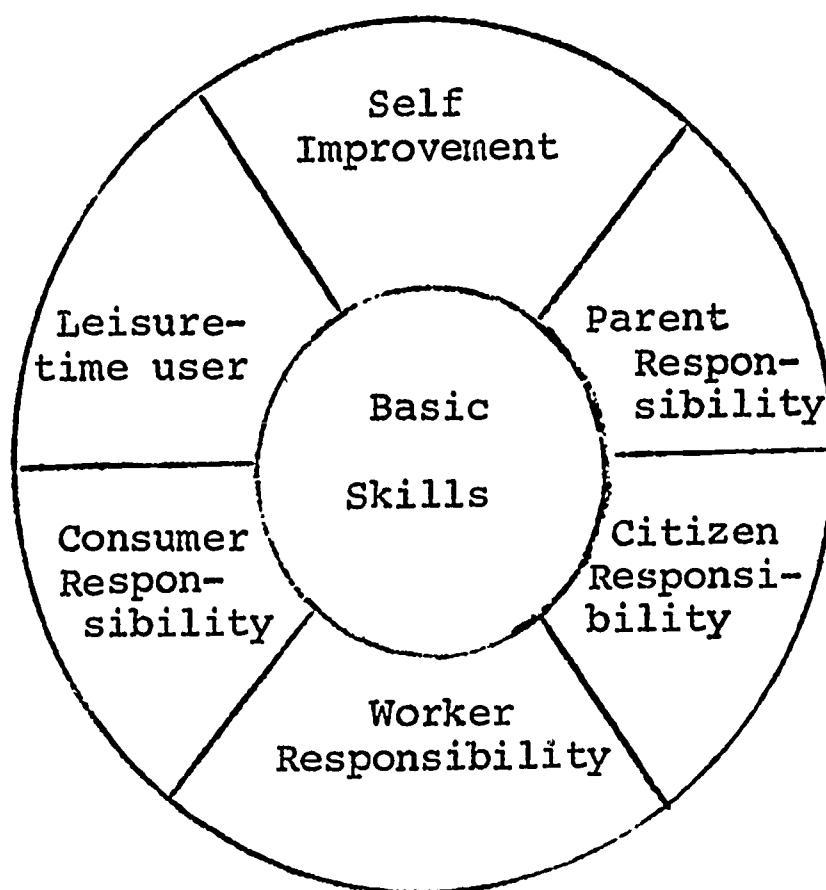 Self
Improvement
Parent
Respon-
sibility
Citizen
Responsi-
bility
Worker
Responsibility
Consumer
Respon-
sibility
Leisure-
time user
Basic
Skills